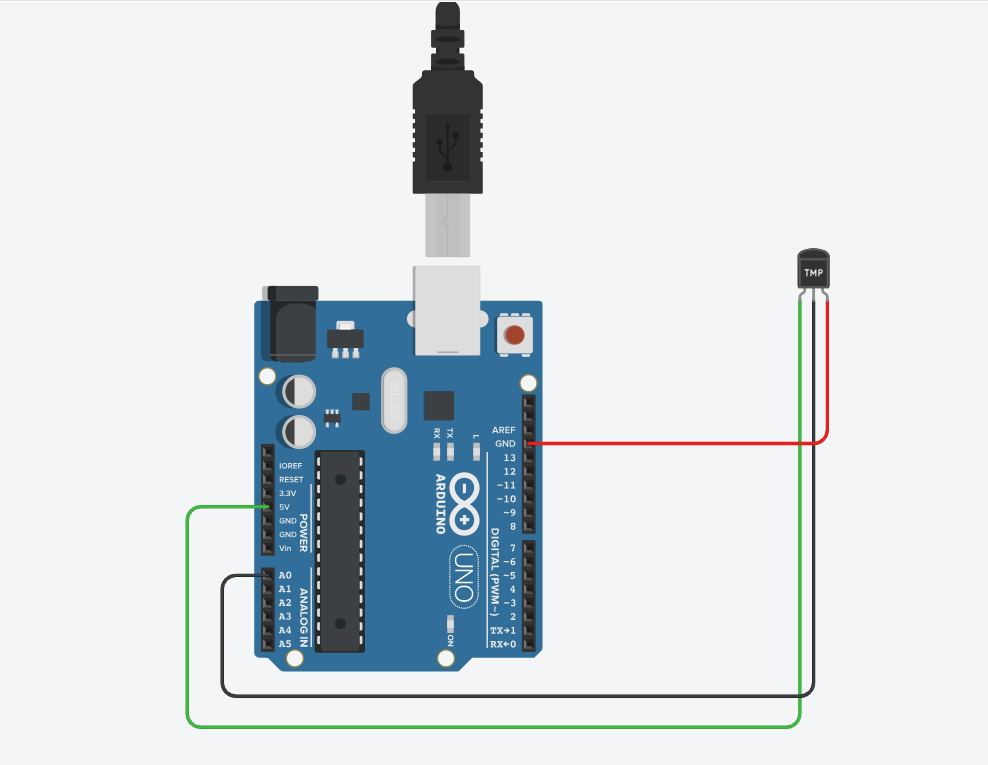 TMP
AREF
GND
13
12
~11
~10
~9
8
7
~6
~5
4
~3
2
TX→1
RX←0
DIGITAL (PWM~)
RX
TX
L
ARDUINO
UNO
ON
IOREF
RESET
3.3V
5V
GND
GND
Vin
POWER
A0
A1
A2
A3
A4
A5
ANALOG IN